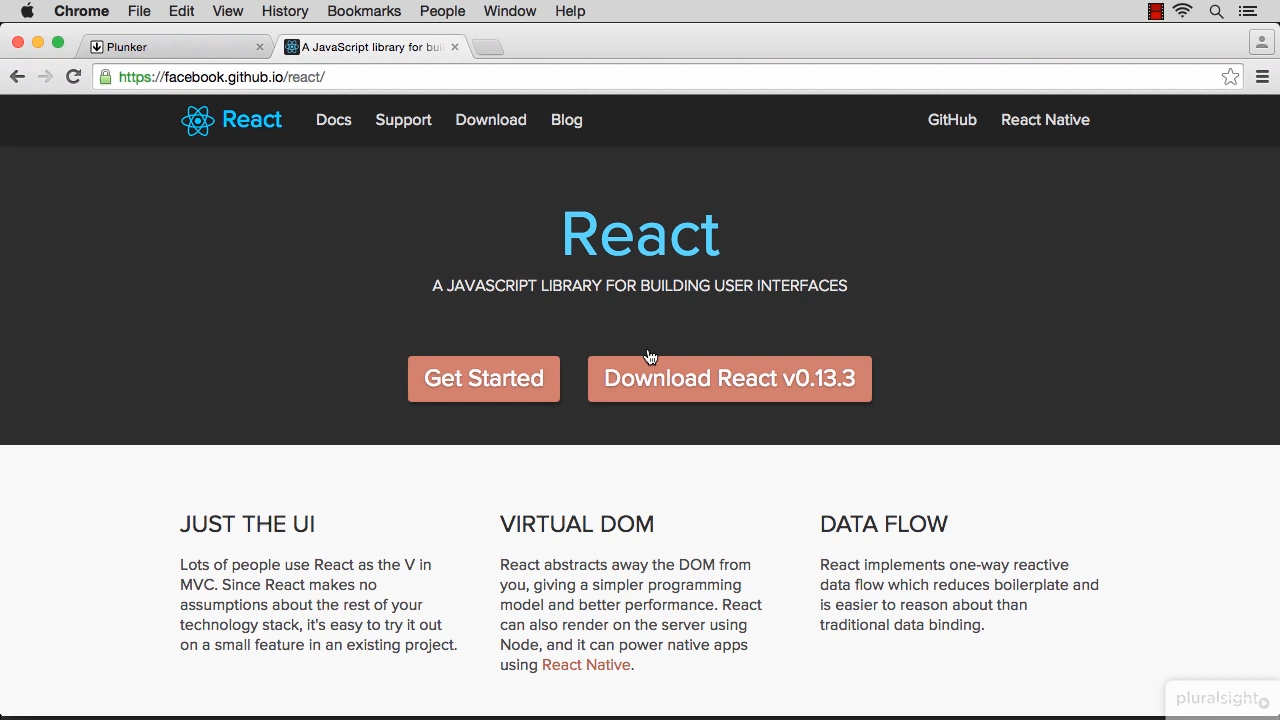 Chrome File Edit View History Bookmarks People Window Help
Plunker
A JavaScript library for buil
https://facebook.github.io/react/
React Docs Support Download Blog GitHub React Native
React
A JAVASCRIPT LIBRARY FOR BUILDING USER INTERFACES
Get Started
Download React v0.13.3
JUST THE UI
Lots of people use React as the V in
MVC. Since React makes no
assumptions about the rest of your
technology stack, it's easy to try it out
on a small feature in an existing project.
VIRTUAL DOM
React abstracts away the DOM from
you, giving a simpler programming
model and better performance. React
can also render on the server using
Node, and it can power native apps
using React Native.
DATA FLOW
React implements one-way reactive
data flow which reduces boilerplate and
is easier to reason about than
traditional data binding.
pluralsight